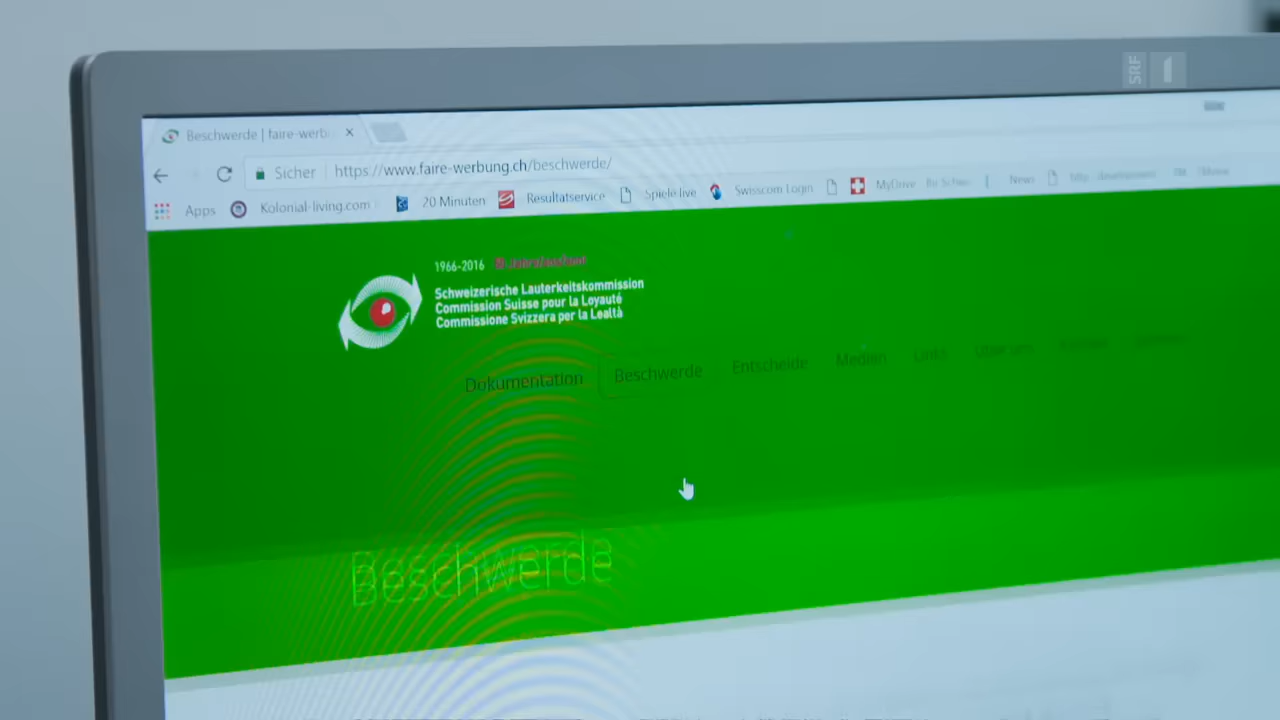 SRF 1
Beschwerde | faire-werb
Sicher https://www.faire-werbung.ch/beschwerde/
Apps Kolonial-living.com 20 Minuten Resultatservice Spiele live Swisscom Login MyDrive News
1966-2016
Schweizerische Lauterkeitskommission
Commission Suisse pour la Loyauté
Commissione Svizzera per la Lealtà
Dokumentation Beschwerde Entscheide Medien Links Über uns
Beschwerde